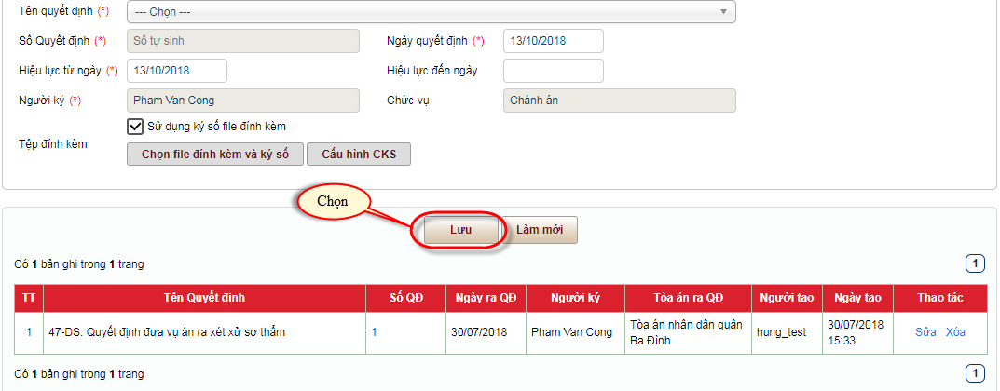 Tên quyết định (*) --- Chọn ---
Số Quyết định (*) Số tự sinh Ngày quyết định (*) 13/10/2018
Hiệu lực từ ngày (*) 13/10/2018 Hiệu lực đến ngày
Người ký (*) Pham Van Cong Chức vụ Chánh án
Sử dụng ký số file đính kèm
Tệp đính kèm
Chọn file đính kèm và ký số Cấu hình CKS
Chọn
Lưu Làm mới
Có 1 bản ghi trong 1 trang 1
TT Tên Quyết định Số QĐ Ngày ra QĐ Người ký Tòa án ra QĐ Người tạo Ngày tạo Thao tác
1 47-DS. Quyết định đưa vụ án ra xét xử sơ thẩm 1 30/07/2018 Pham Van Cong Tòa án nhân dân quận hung_test 30/07/2018 Sửa Xóa
Ba Đình 15:33
Có 1 bản ghi trong 1 trang 1